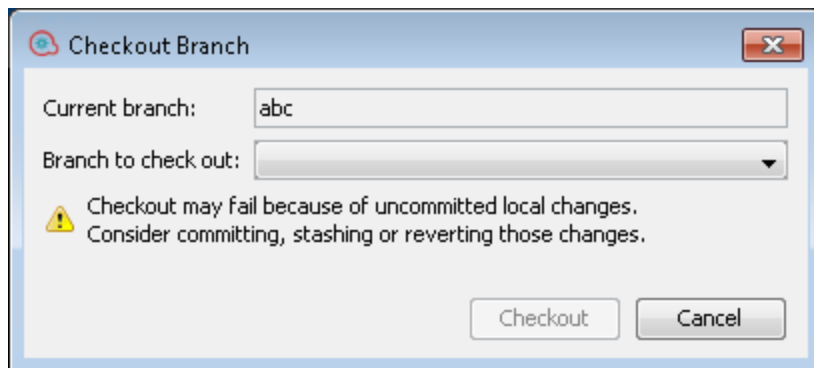 Checkout Branch
Current branch: abc
Branch to check out:
Checkout may fail because of uncommitted local changes.
Consider committing, stashing or reverting those changes.
Checkout Cancel